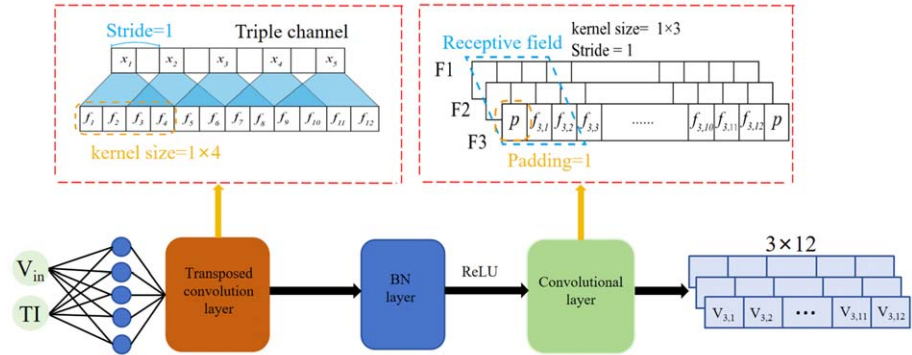 Stride=1
Triple channel
x1 x2 x3 x4 x5
f1 f2 f3 f4 f5 f6 f7 f8 f9 f10 f11 f12
kernel size=1×4
kernel size= 1×3
Stride = 1
Receptive field
F1
F2
F3
p f3,1 f3,2 f3,3 ...... f3,10 f3,11 f3,12 p
Padding=1
Vin
TI
Transposed
convolution
layer
BN
layer
ReLU
Convolutional
layer
3×12
V3,1 V3,2 ••• V3,11 V3,12